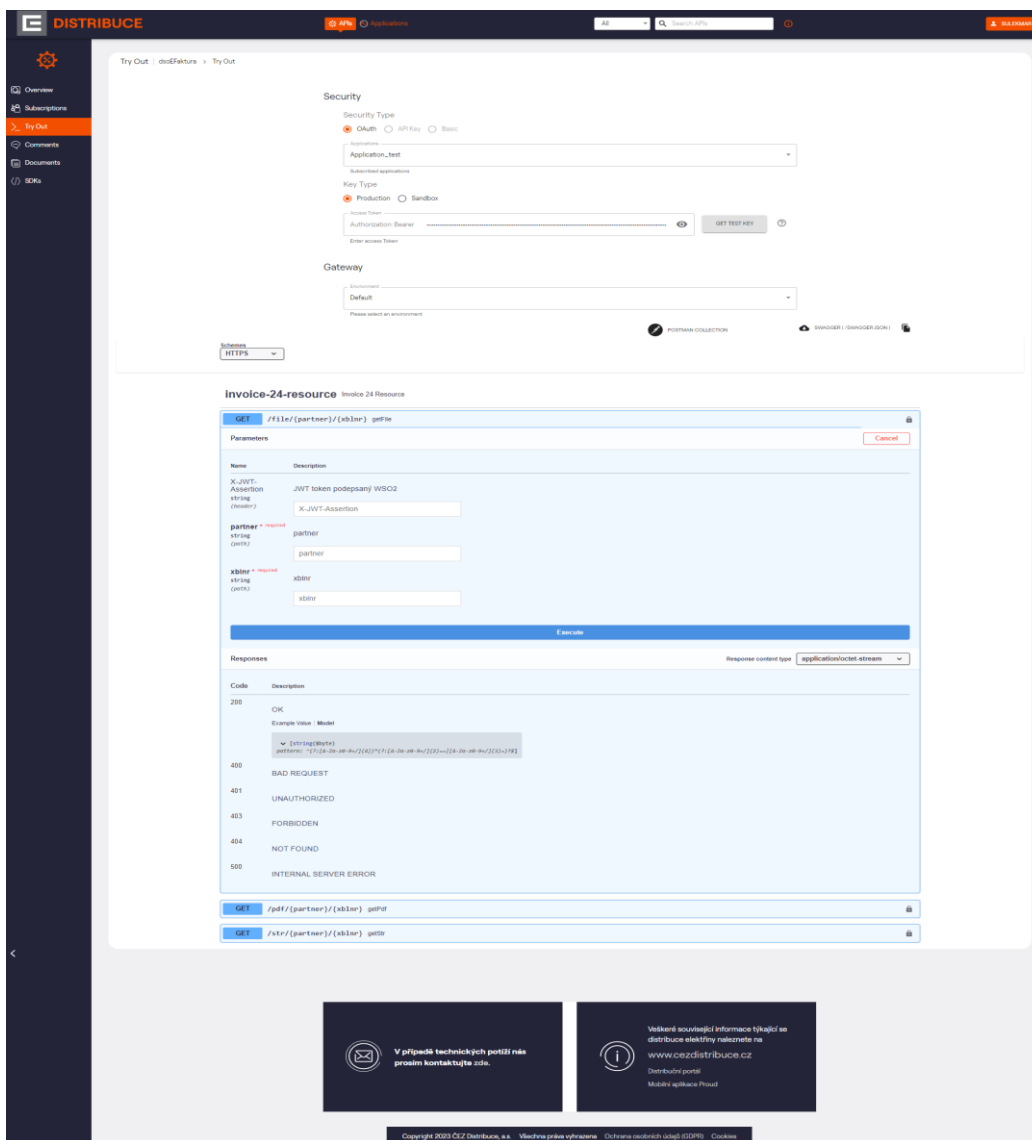 DISTRIBUCE
APIs
Applications
All
Search APIs
Try Out | dsoEFaktura > Try Out
Overview
Subscriptions
Try Out
Comments
Documents
SDKs
Security
Security Type
OAuth
API Key
Basic
Applications
Application_test
Subscribed applications
Key Type
Production
Sandbox
Access Token
Authorization: Bearer
GET TEST KEY
Enter access Token
Gateway
Environment
Default
Please select an environment
POSTMAN COLLECTION
SWAGGER ( /SWAGGER.JSON )
Schemes
HTTPS
invoice-24-resource Invoice 24 Resource
GET /file/{partner}/{xblnr} getFile
Parameters
Cancel
Name Description
X-JWT-
Assertion
string
(header)
JWT token podepsaný WSO2
X-JWT-Assertion
partner * required
string
(path)
partner
partner
xblnr * required
string
(path)
xblnr
xblnr
Execute
Responses
Response content type application/octet-stream
Code Description
200
OK
Example Value | Model
[string($byte)
pattern:
400
BAD REQUEST
401
UNAUTHORIZED
403
FORBIDDEN
404
NOT FOUND
500
INTERNAL SERVER ERROR
GET /pdf/{partner}/{xblnr} getPdf
GET /str/{partner}/{xblnr} getStr
V případě technických potíží nás
prosím kontaktujte zde.
Veškeré související informace týkající se
distribuce elektřiny naleznete na
www.cezdistribuce.cz
Distribuční portál
Mobilní aplikace Proud
Copyright 2023 ČEZ Distribuce, a.s. Všechna práva vyhrazena Ochrana osobních údajů (GDPR) Cookies